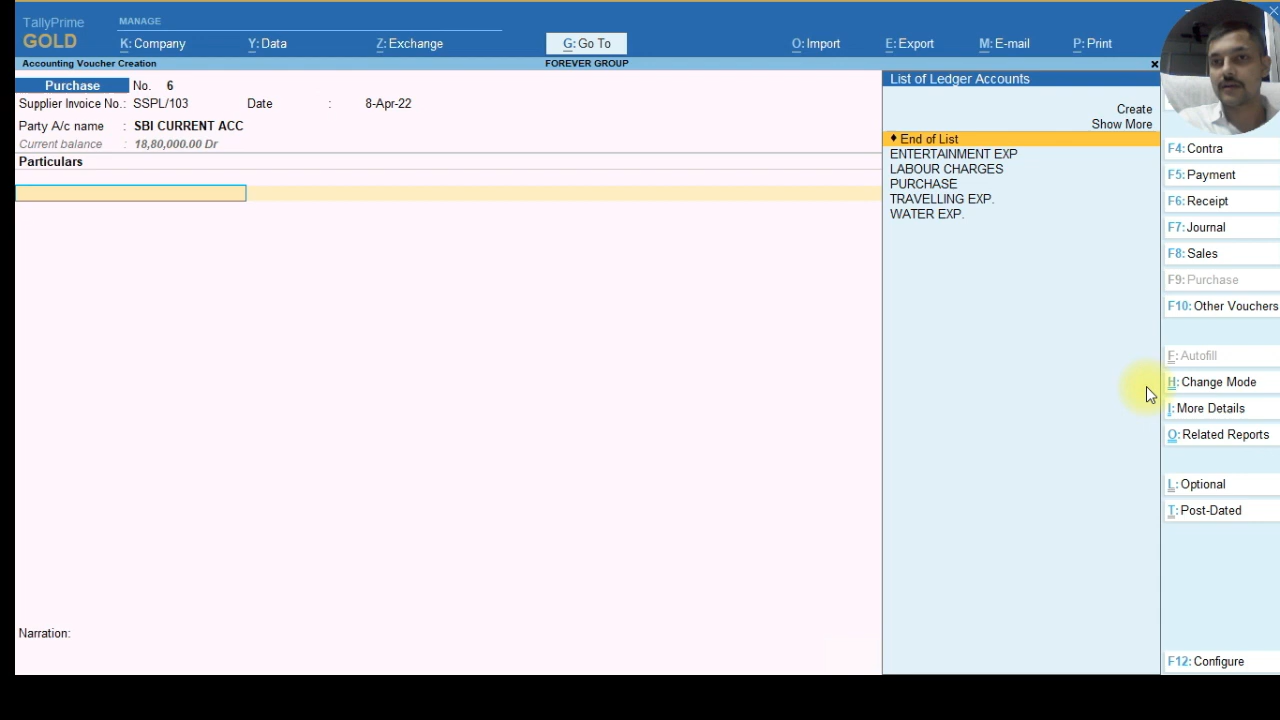 TallyPrime
GOLD
MANAGE
K: Company
Y: Data
Z: Exchange
G: Go To
O: Import
E: Export
M: E-mail
P: Print
Accounting Voucher Creation
FOREVER GROUP
Purchase No. 6
Supplier Invoice No.: SSPL/103 Date : 8-Apr-22
Party A/c name : SBI CURRENT ACC
Current balance : 18,80,000.00 Dr
Particulars
Narration:
List of Ledger Accounts
Create
Show More
♦ End of List
ENTERTAINMENT EXP
LABOUR CHARGES
PURCHASE
TRAVELLING EXP.
WATER EXP.
F4: Contra
F5: Payment
F6: Receipt
F7: Journal
F8: Sales
F9: Purchase
F10: Other Vouchers
F: Autofill
H: Change Mode
I: More Details
O: Related Reports
L: Optional
T: Post-Dated
F12: Configure